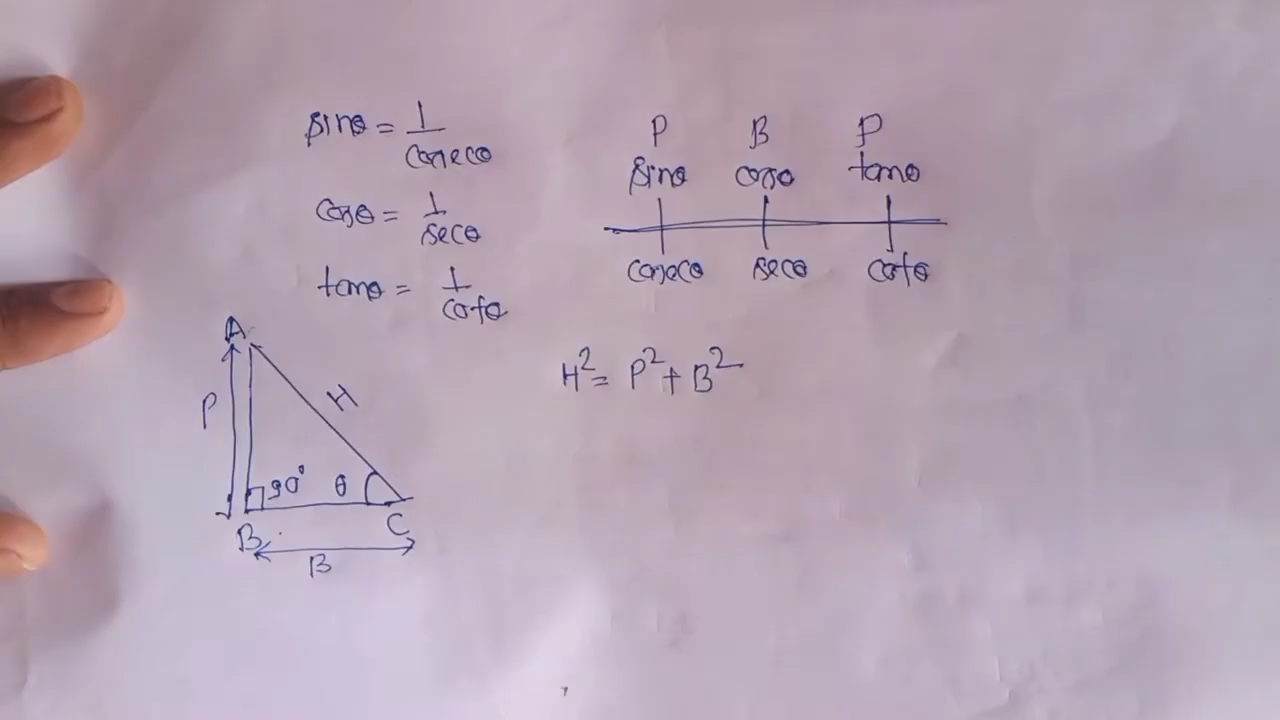 sinθ = 1/cosecθ
cosθ = 1/secθ
tanθ = 1/cotθ
P B P
sinθ cosθ tanθ
cosecθ secθ cotθ
H² = P² + B²
A
P H
90° θ
B C
B